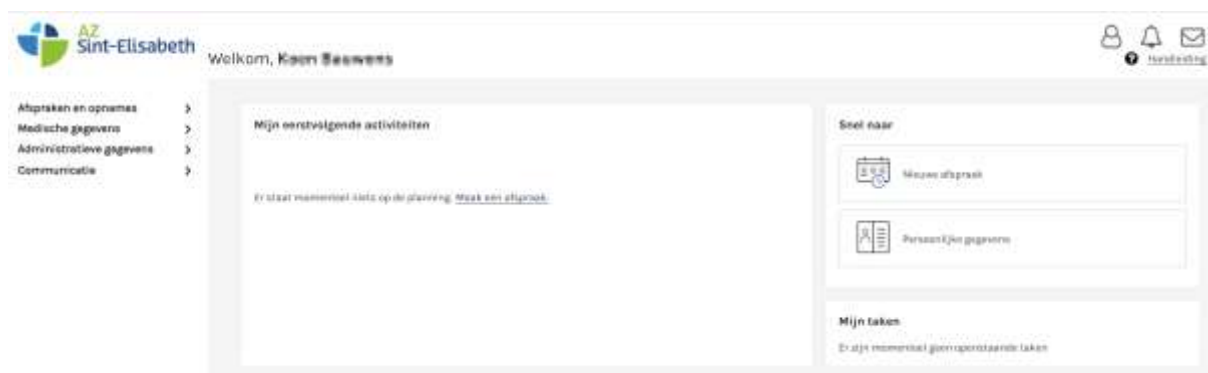 AZ
Sint-Elisabeth
Welkom,
Handleiding
Afspraken en opnames
Medische gegevens
Administratieve gegevens
Communicatie
Mijn eerstvolgende activiteiten
Er staat momenteel niets op de planning. Maak een afspraak.
Snel naar
Nieuwe afspraak
Persoonlijke gegevens
Mijn taken
Er zijn momenteel geen openstaande taken